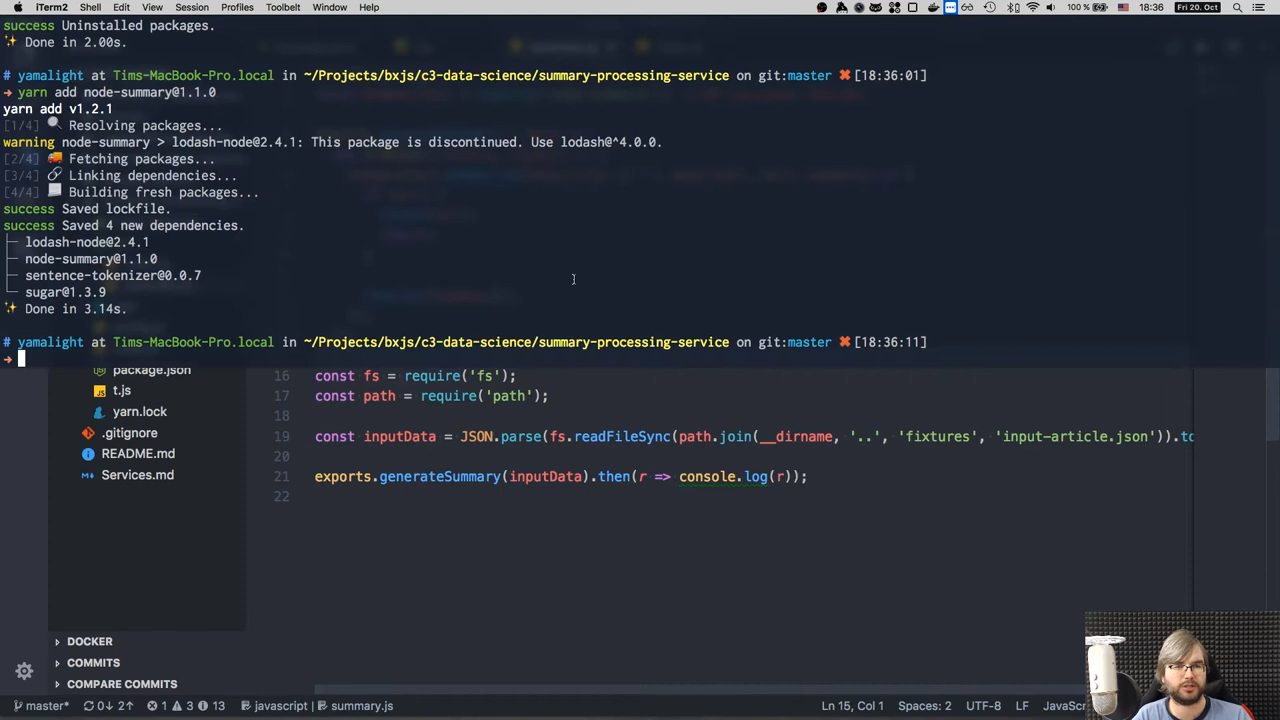 iTerm2 Shell Edit View Session Profiles Toolbelt Window Help 100 % 18:36 Fri 20. Oct
success Uninstalled packages.
✨ Done in 2.00s.
# yamalight at Tims-MacBook-Pro.local in ~/Projects/bxjs/c3-data-science/summary-processing-service on git:master ✖ [18:36:01]
➜ yarn add node-summary@1.1.0
yarn add v1.2.1
[1/4] 🔍 Resolving packages...
warning node-summary > lodash-node@2.4.1: This package is discontinued. Use lodash@^4.0.0.
[2/4] 🚚 Fetching packages...
[3/4] 🔗 Linking dependencies...
[4/4] 📃 Building fresh packages...
success Saved lockfile.
success Saved 4 new dependencies.
├─ lodash-node@2.4.1
├─ node-summary@1.1.0
├─ sentence-tokenizer@0.0.7
└─ sugar@1.3.9
✨ Done in 3.14s.
# yamalight at Tims-MacBook-Pro.local in ~/Projects/bxjs/c3-data-science/summary-processing-service on git:master ✖ [18:36:11]
➜
package.json
t.js
yarn.lock
.gitignore
README.md
Services.md
16 const fs = require('fs');
17 const path = require('path');
18
19 const inputData = JSON.parse(fs.readFileSync(path.join(__dirname, '..', 'fixtures', 'input-article.json')).to
20
21 exports.generateSummary(inputData).then(r => console.log(r));
22
DOCKER
COMMITS
COMPARE COMMITS
master* 0↓ 2↑ 1 3 13 javascript summary.js Ln 15, Col 1 Spaces: 2 UTF-8 LF JavaSc